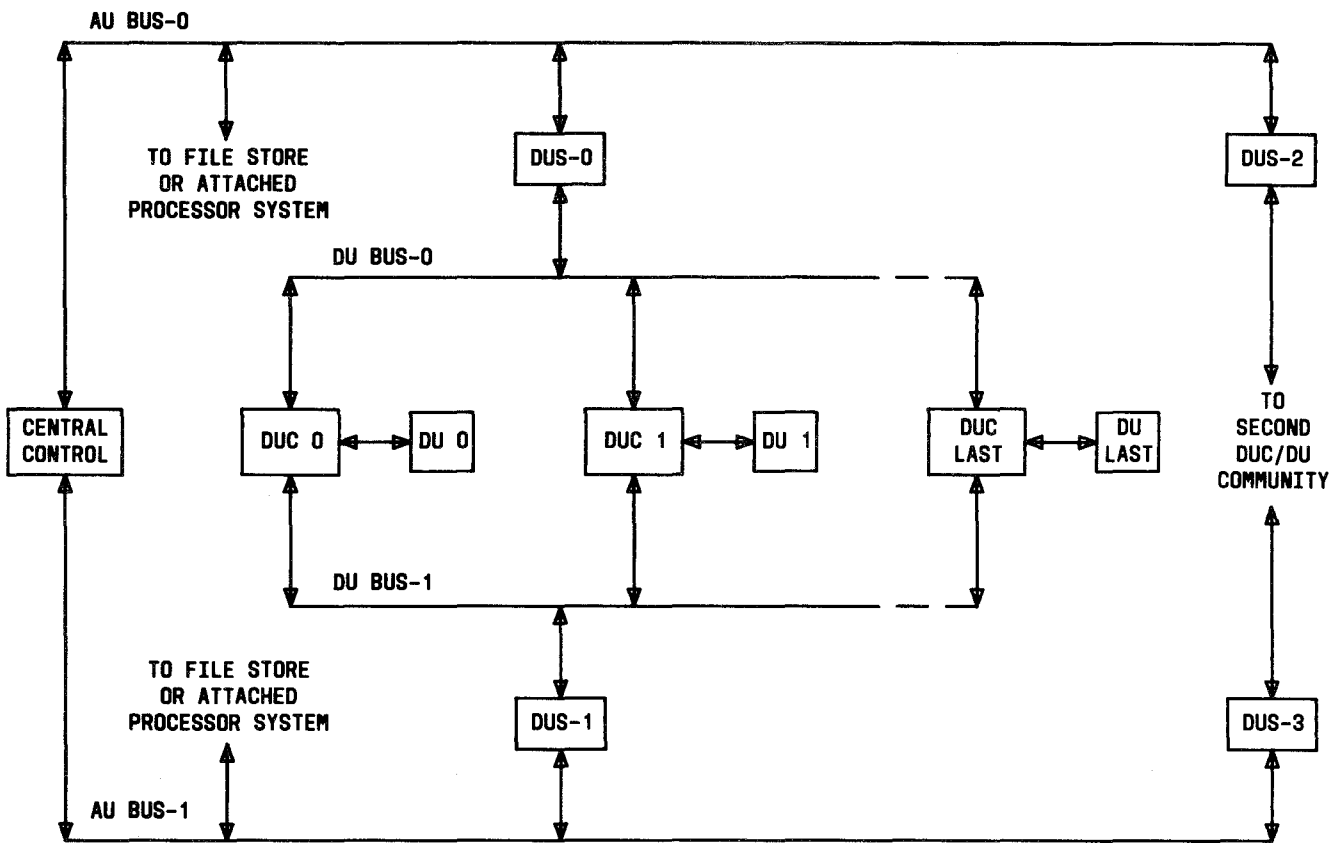 AU BUS-0
TO FILE STORE
OR ATTACHED
PROCESSOR SYSTEM
DUS-0
DUS-2
DU BUS-0
CENTRAL
CONTROL
DUC 0
DU 0
DUC 1
DU 1
DUC
LAST
DU
LAST
TO
SECOND
DUC/DU
COMMUNITY
DU BUS-1
TO FILE STORE
OR ATTACHED
PROCESSOR SYSTEM
DUS-1
DUS-3
AU BUS-1